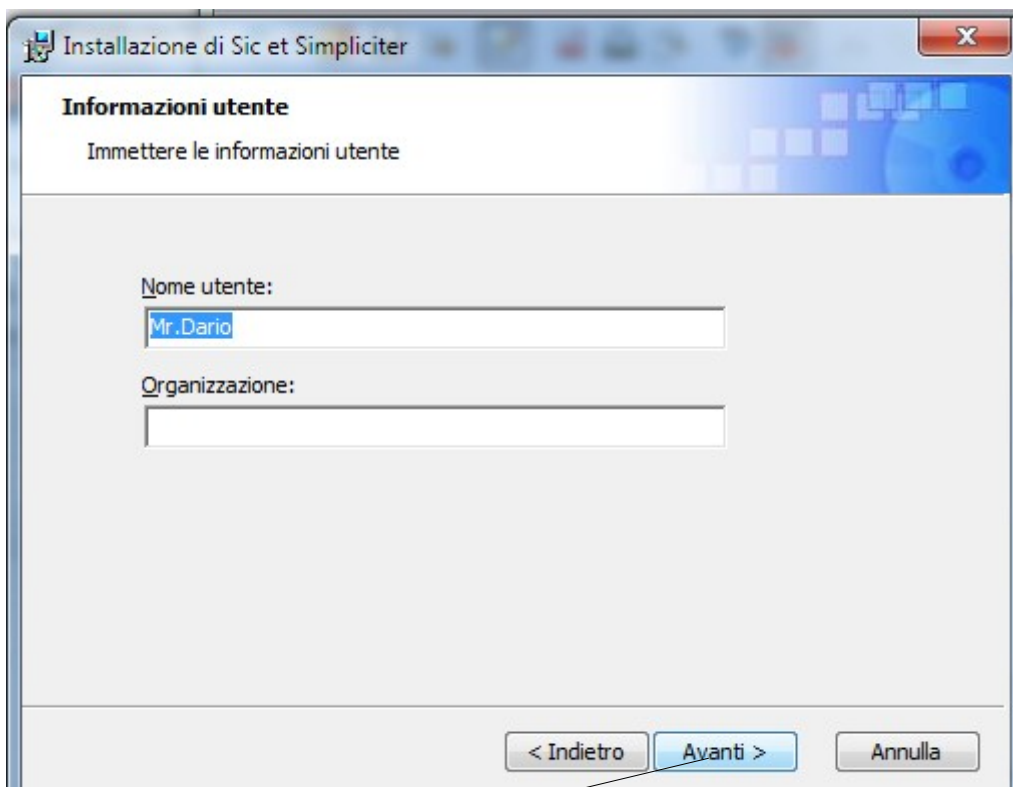 Installazione di Sic et Simpliciter
Informazioni utente
Immettere le informazioni utente
Nome utente:
Mr.Dario
Organizzazione:
< Indietro Avanti > Annulla